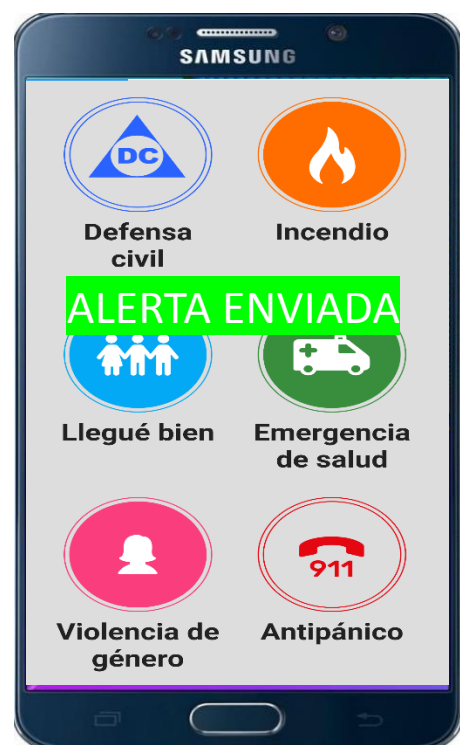 SAMSUNG
DC
Defensa
civil
Incendio
ALERTA ENVIADA
Llegué bien
Emergencia
de salud
911
Violencia de
género
Antipánico